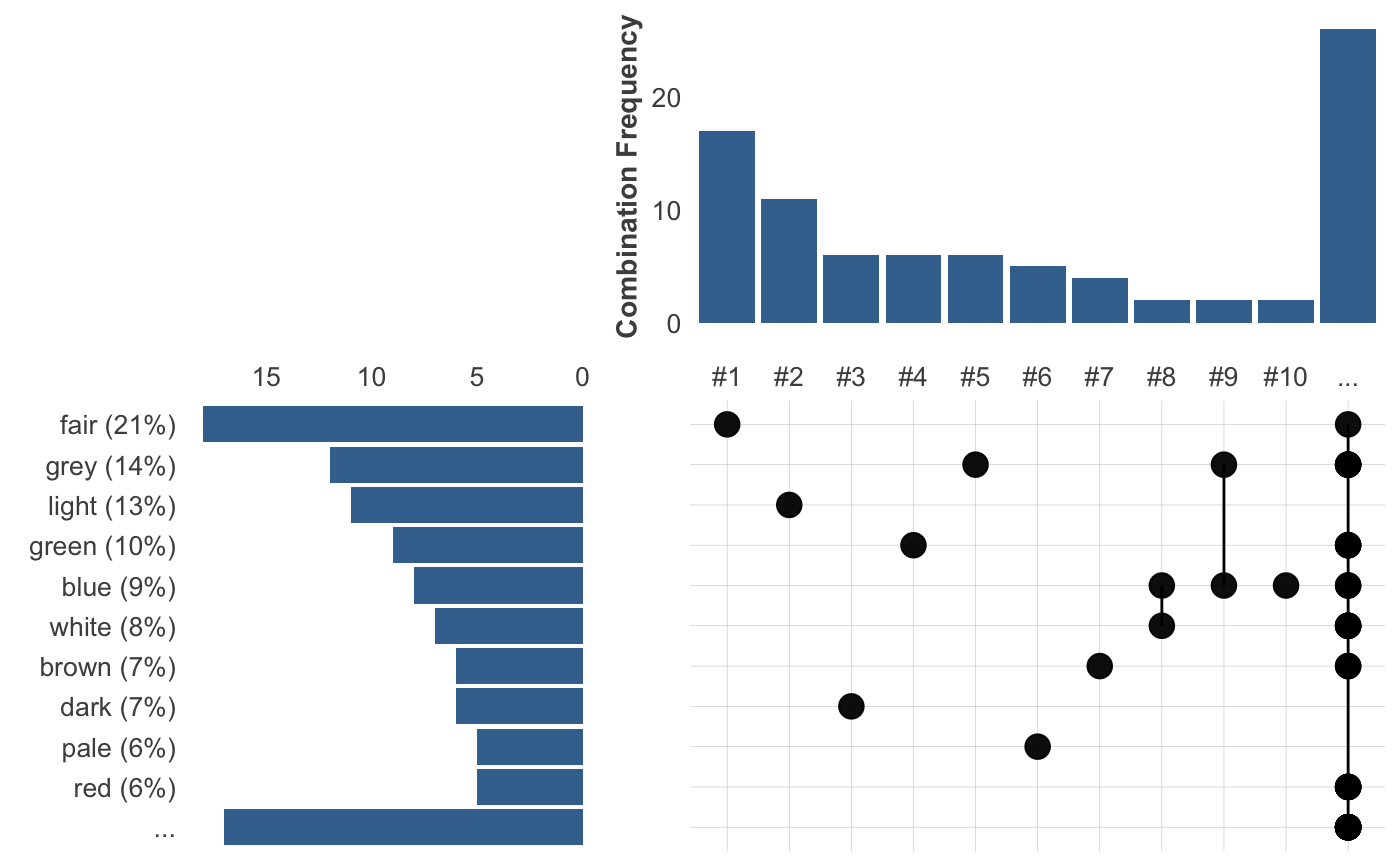 Combination Frequency
20
10
0
15 10 5 0
#1 #2 #3 #4 #5 #6 #7 #8 #9 #10 ...
fair (21%)
grey (14%)
light (13%)
green (10%)
blue (9%)
white (8%)
brown (7%)
dark (7%)
pale (6%)
red (6%)
...